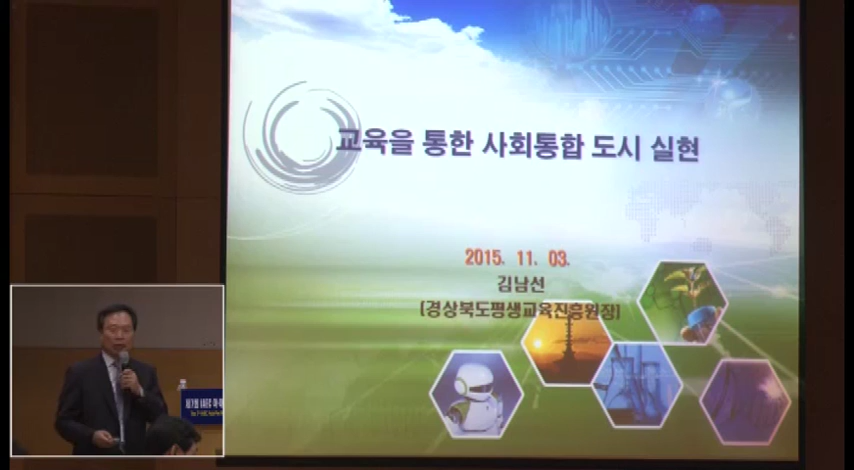 교육을 통한 사회통합 도시 실현
2015. 11. 03.
김남선
(경상북도평생교육진흥원장)